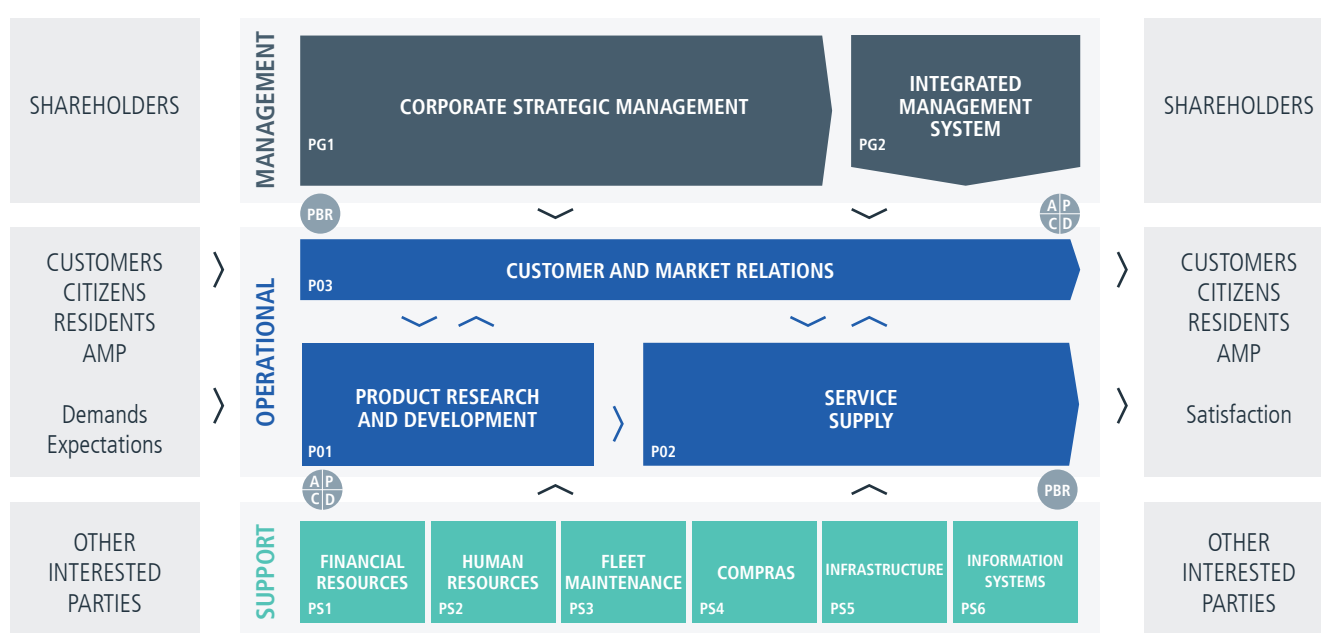 SHAREHOLDERS
MANAGEMENT
CORPORATE STRATEGIC MANAGEMENT
PG1
INTEGRATED
MANAGEMENT
SYSTEM
PG2
SHAREHOLDERS
PBR
A P
C D
CUSTOMERS
CITIZENS
RESIDENTS
AMP
Demands
Expectations
OPERATIONAL
CUSTOMER AND MARKET RELATIONS
P03
PRODUCT RESEARCH
AND DEVELOPMENT
P01
SERVICE
SUPPLY
P02
CUSTOMERS
CITIZENS
RESIDENTS
AMP
Satisfaction
A P
C D
PBR
OTHER
INTERESTED
PARTIES
SUPPORT
FINANCIAL
RESOURCES
PS1
HUMAN
RESOURCES
PS2
FLEET
MAINTENANCE
PS3
COMPRAS
PS4
INFRASTRUCTURE
PS5
INFORMATION
SYSTEMS
PS6
OTHER
INTERESTED
PARTIES